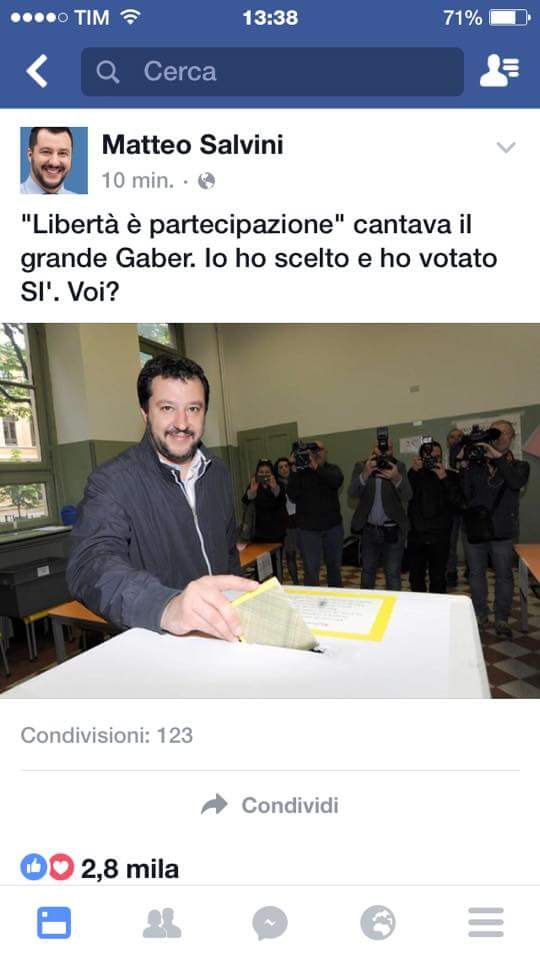 TIM 13:38 71%
Cerca
Matteo Salvini
10 min. ·
"Libertà è partecipazione" cantava il
grande Gaber. Io ho scelto e ho votato
SI'. Voi?
Condivisioni: 123
Condividi
2,8 mila